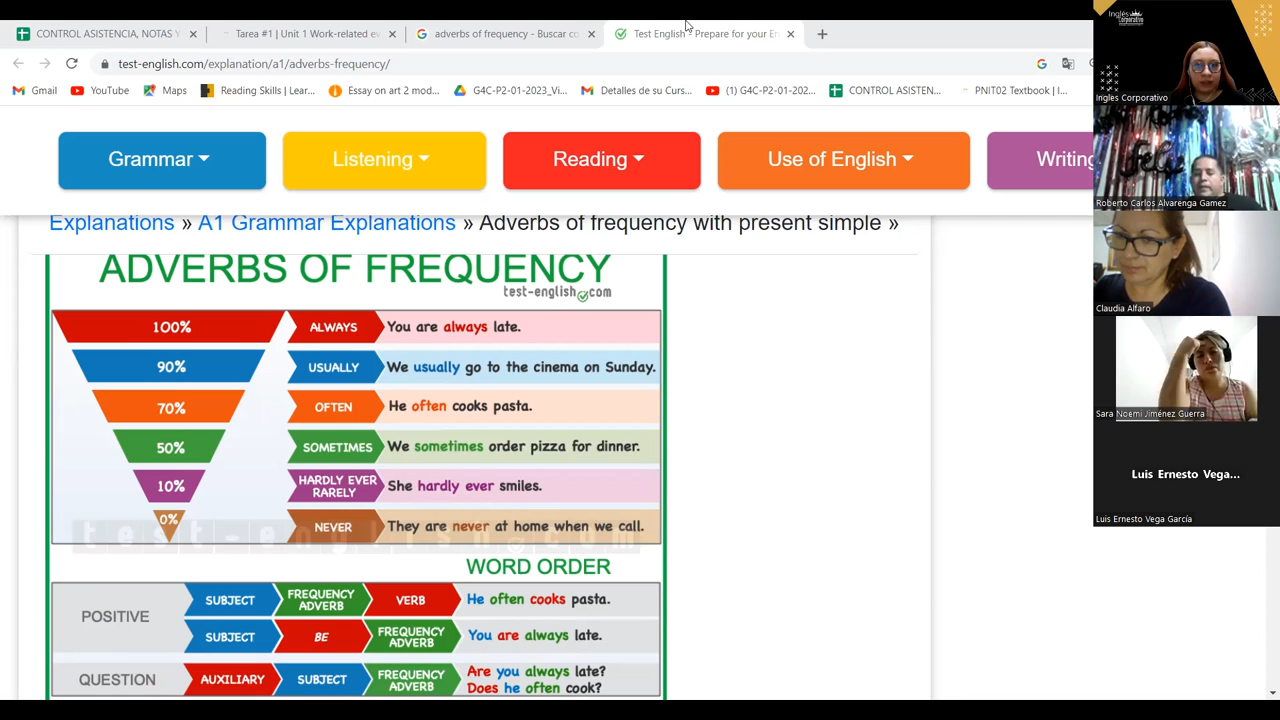 CONTROL ASISTENCIA, NOTAS Y
Tarea #1 | Unit 1 Work-related e
adverbs of frequency - Buscar co
Test English - Prepare for your En
test-english.com/explanation/a1/adverbs-frequency/
Gmail
YouTube
Maps
Reading Skills | Lear...
Essay on art 2 mod...
G4C-P2-01-2023_Vi...
Detalles de su Curs...
(1) G4C-P2-01-202...
CONTROL ASISTEN...
PNIT02 Textbook | I...
Grammar
Listening
Reading
Use of English
Writing
Explanations » A1 Grammar Explanations » Adverbs of frequency with present simple »
ADVERBS OF FREQUENCY
test-english.com
100% ALWAYS You are always late.
90% USUALLY We usually go to the cinema on Sunday.
70% OFTEN He often cooks pasta.
50% SOMETIMES We sometimes order pizza for dinner.
10% HARDLY EVER RARELY She hardly ever smiles.
0% NEVER They are never at home when we call.
test-english.com
WORD ORDER
POSITIVE
SUBJECT FREQUENCY ADVERB VERB He often cooks pasta.
SUBJECT BE FREQUENCY ADVERB You are always late.
QUESTION AUXILIARY SUBJECT FREQUENCY ADVERB Are you always late?
Does he often cook?
Inglés
Corporativo
Ingles Corporativo
Roberto Carlos Alvarenga Gamez
Claudia Alfaro
Sara Noemi Jiménez Guerra
Luis Ernesto Vega...
Luis Ernesto Vega García